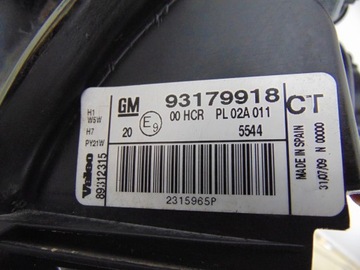 H1
W5W
H7
PY21W
GM
93179918
CT
20
E9
00 HCR PL 02A 011
5544
Valeo
89312315
2315965P
MADE IN SPAIN
31/07/09 N 00000